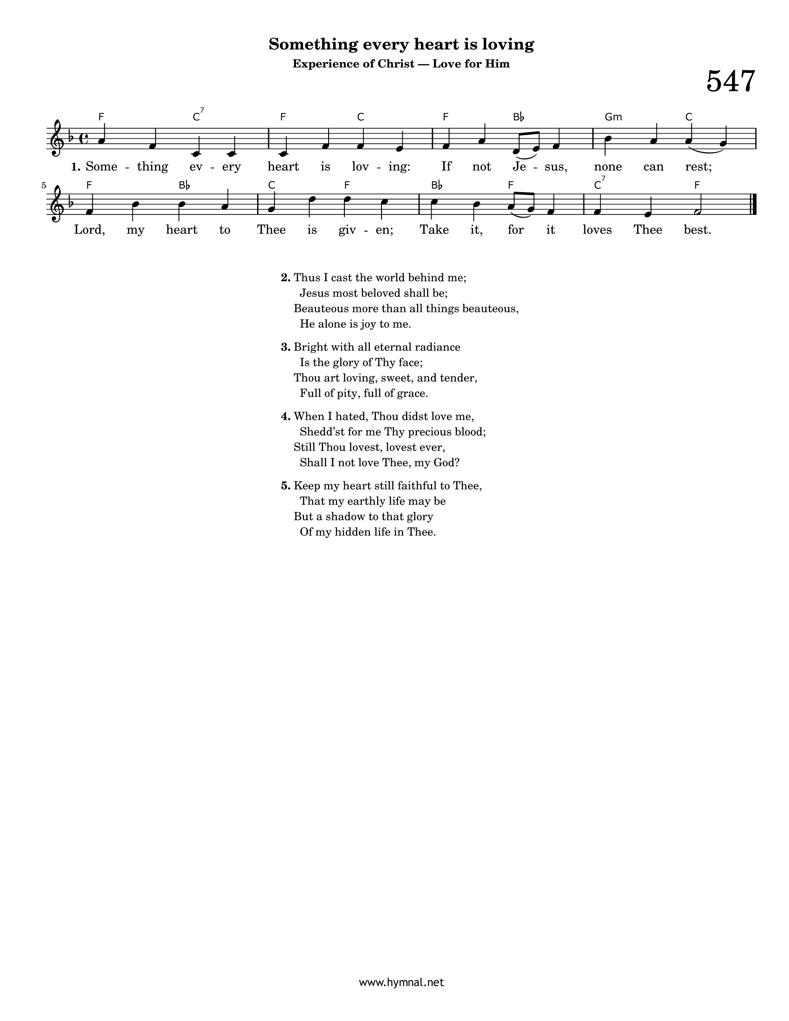 Something every heart is loving
Experience of Christ — Love for Him
547
F C7 F C F B♭ Gm C
1. Some - thing ev - ery heart is lov - ing: If not Je - sus, none can rest;
5
F B♭ C F B♭ F C7 F
Lord, my heart to Thee is giv - en; Take it, for it loves Thee best.
2. Thus I cast the world behind me;
Jesus most beloved shall be;
Beauteous more than all things beauteous,
He alone is joy to me.
3. Bright with all eternal radiance
Is the glory of Thy face;
Thou art loving, sweet, and tender,
Full of pity, full of grace.
4. When I hated, Thou didst love me,
Shedd'st for me Thy precious blood;
Still Thou lovest, lovest ever,
Shall I not love Thee, my God?
5. Keep my heart still faithful to Thee,
That my earthly life may be
But a shadow to that glory
Of my hidden life in Thee.
www.hymnal.net